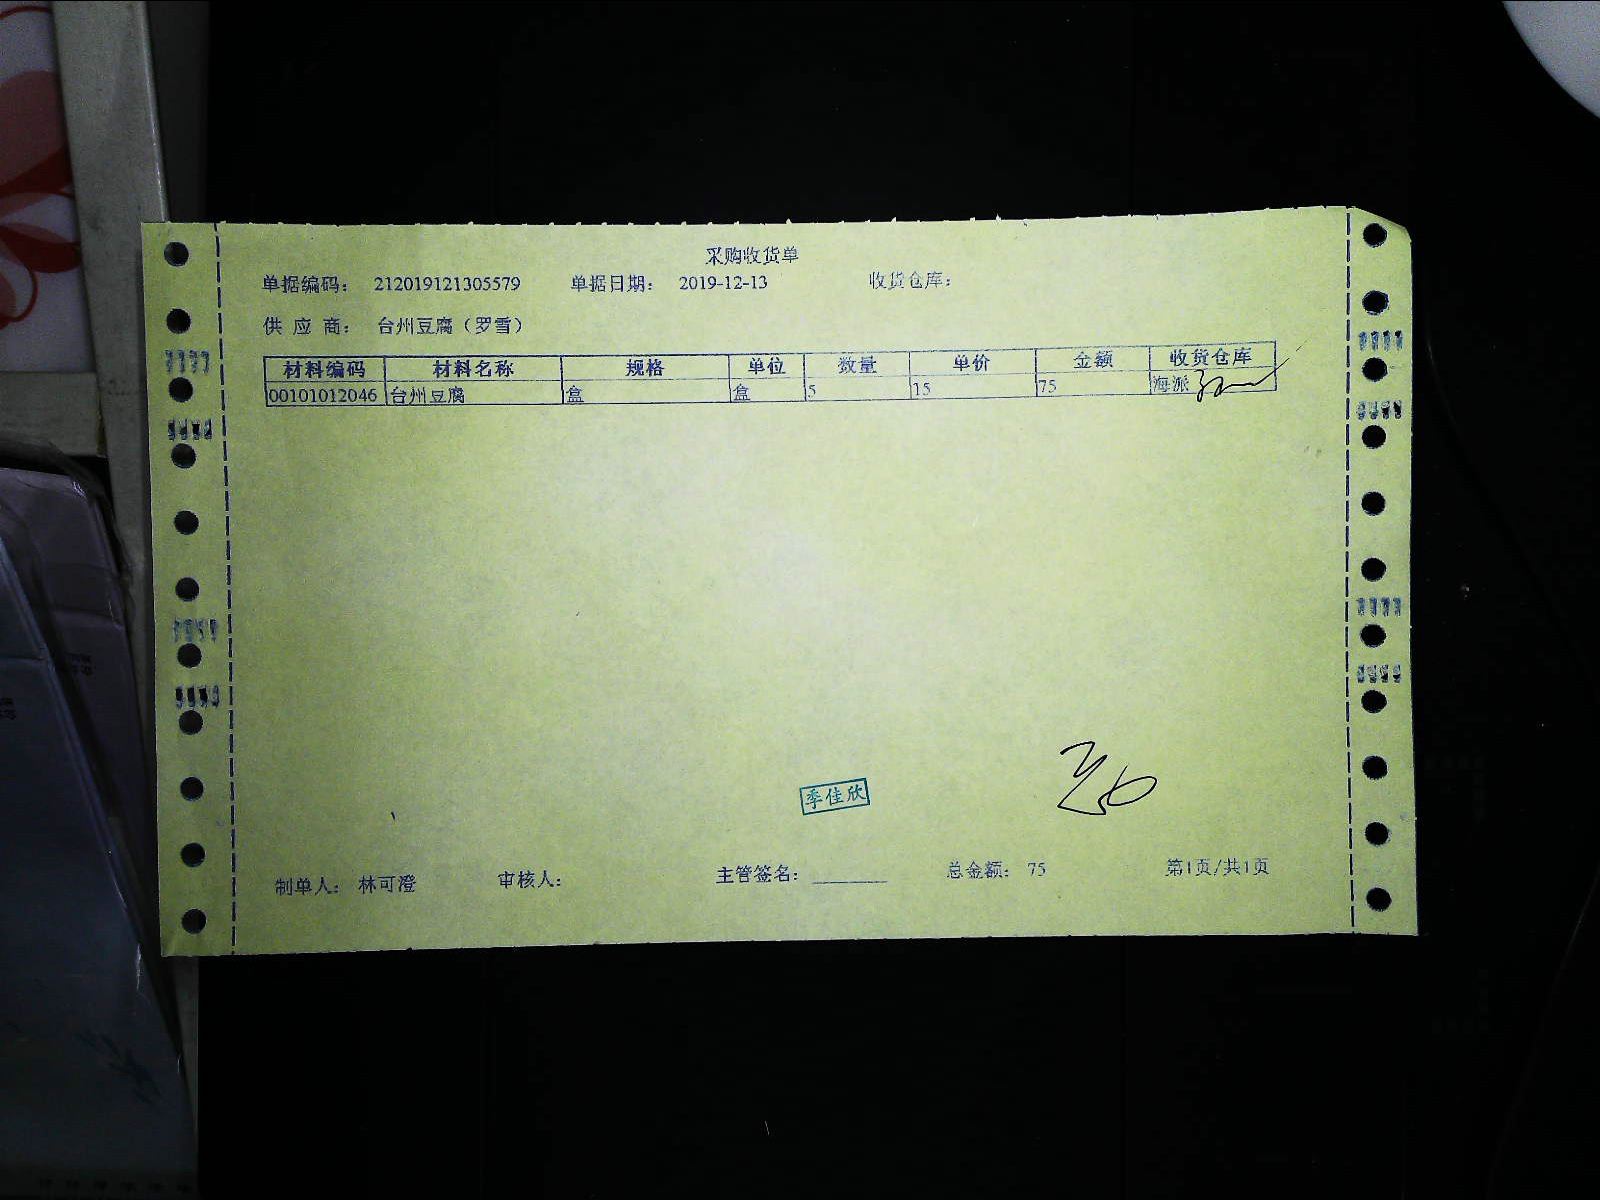 采购收货单
单据编码: 212019121305579 单据日期: 2019-12-13 收货仓库:
供应商: 台州豆腐(罗雪)
材料编码 材料名称 规格 单位 数量 单价 金额 收货仓库
00101012046 台州豆腐 盒 盒 5 15 75 海派
季佳欣
制单人: 林可澄 审核人: 主管签名: ________ 总金额: 75 第1页/共1页